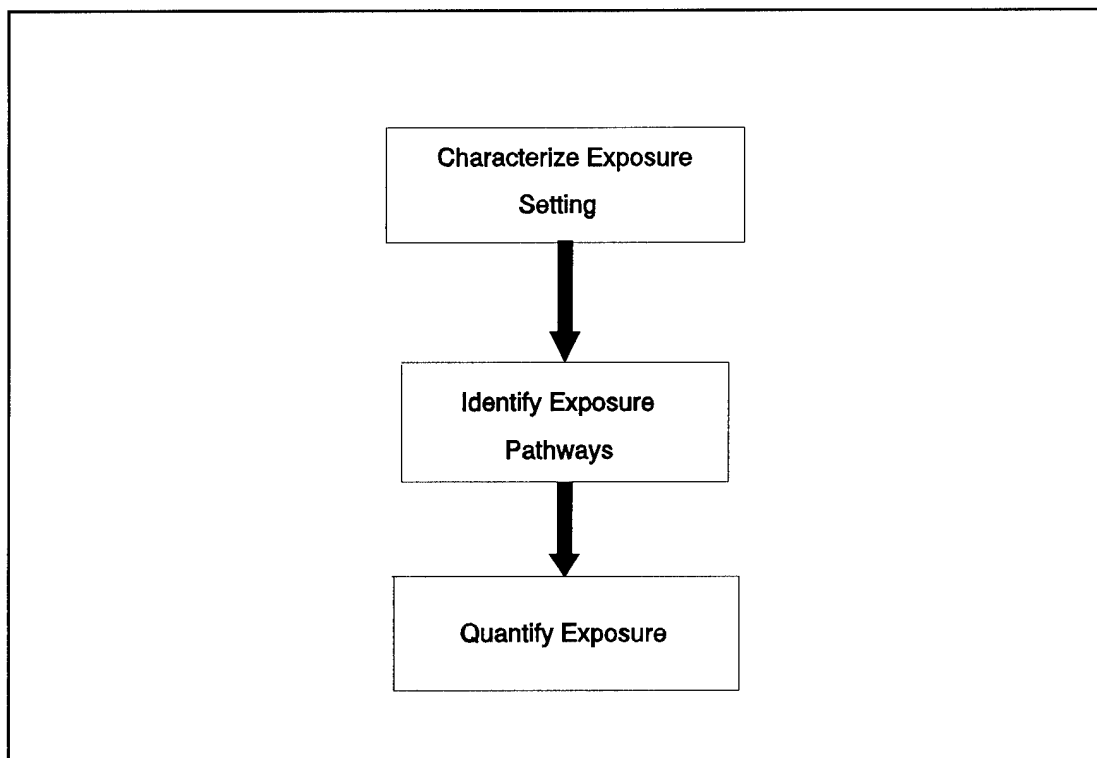 Characterize Exposure
Setting
Identify Exposure
Pathways
Quantify Exposure